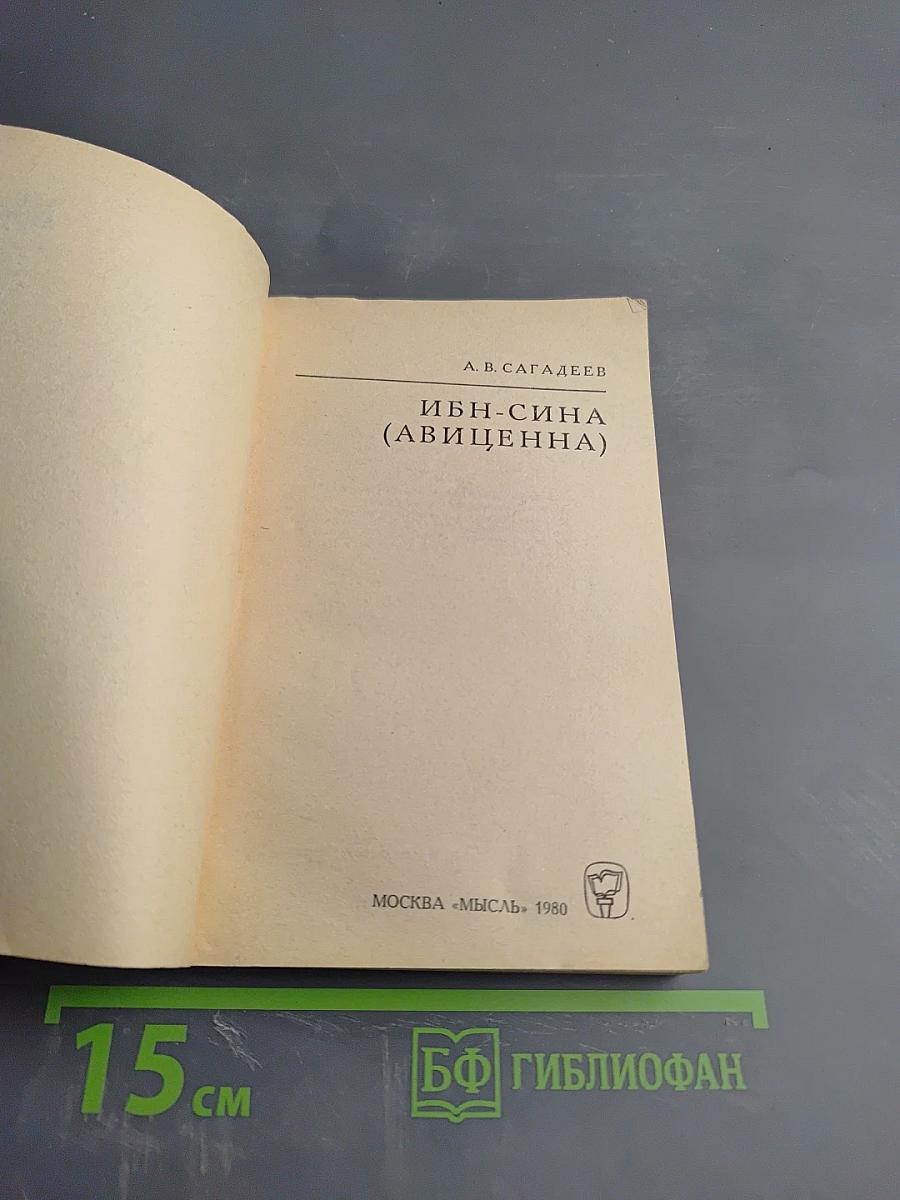 А. В. САГАДЕЕВ
ИБН-СИНА
(АВИЦЕННА)
МОСКВА «МЫСЛЬ» 1980
15 см
БФ ГИБЛИОФАН